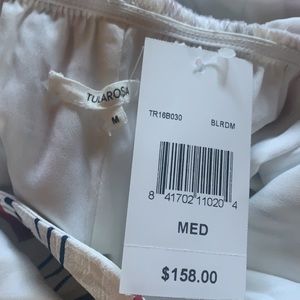 TULAROSA
M
TR16B030 BLRDM
8 41702 11020 4
MED
$158.00